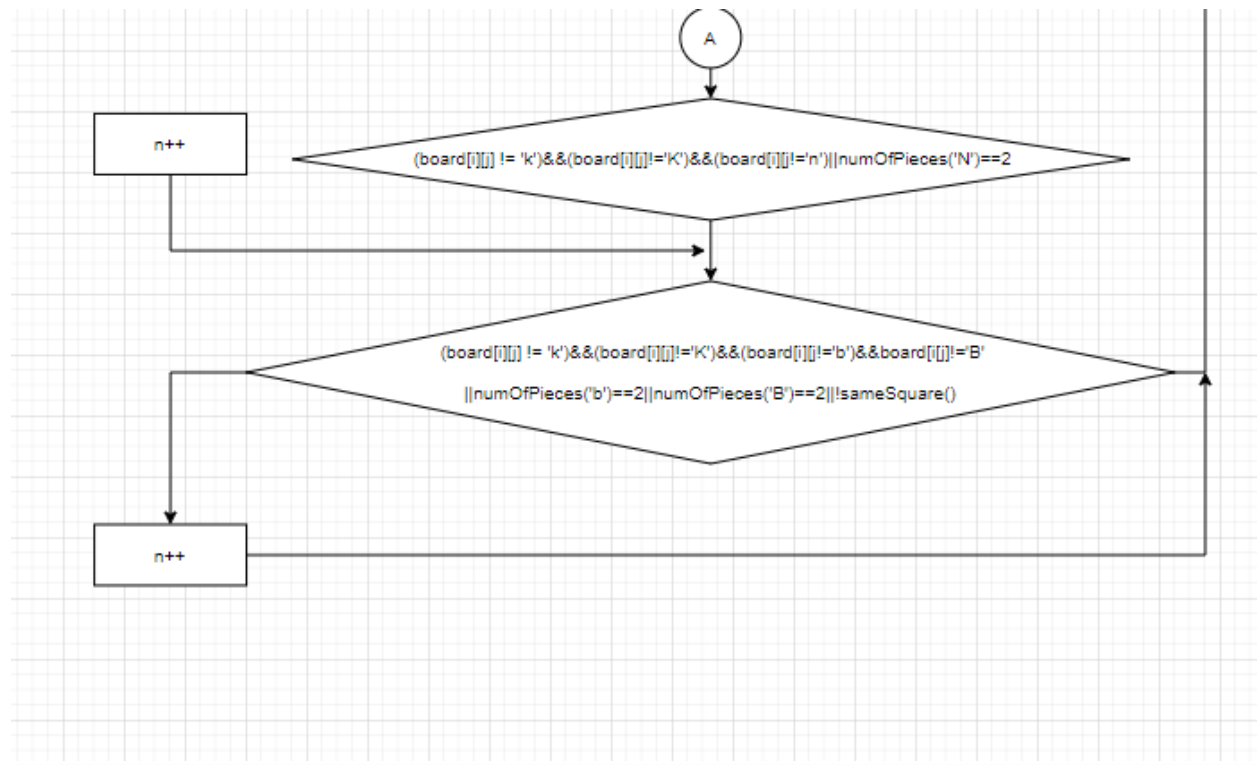 A
n++
(board[i][j] != 'k')&&(board[i][j]!='K')&&(board[i][j!='n')||numOfPieces('N')==2
(board[i][j] != 'k')&&(board[i][j]!='K')&&(board[i][j!='b')&&board[i[j]!='B'
||numOfPieces('b')==2||numOfPieces('B')==2||!sameSquare()
n++